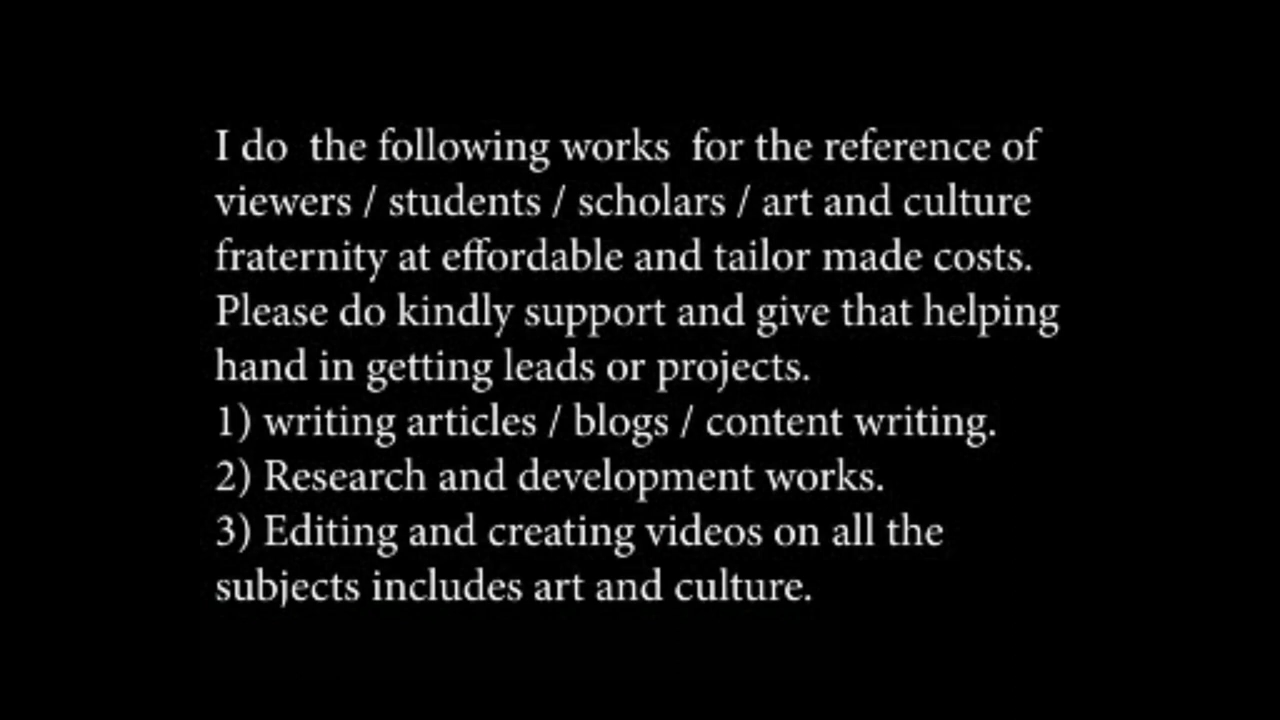 I do  the following works  for the reference of
viewers / students / scholars / art and culture
fraternity at effordable and tailor made costs.
Please do kindly support and give that helping
hand in getting leads or projects.
1) writing articles / blogs / content writing.
2) Research and development works.
3) Editing and creating videos on all the
subjects includes art and culture.